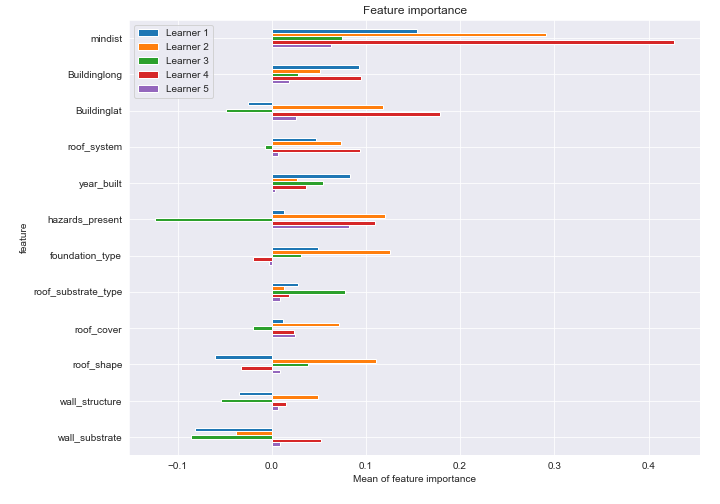 Feature importance
Learner 1
Learner 2
Learner 3
Learner 4
Learner 5
feature
mindist
Buildinglong
Buildinglat
roof_system
year_built
hazards_present
foundation_type
roof_substrate_type
roof_cover
roof_shape
wall_structure
wall_substrate
−0.1 0.0 0.1 0.2 0.3 0.4
Mean of feature importance